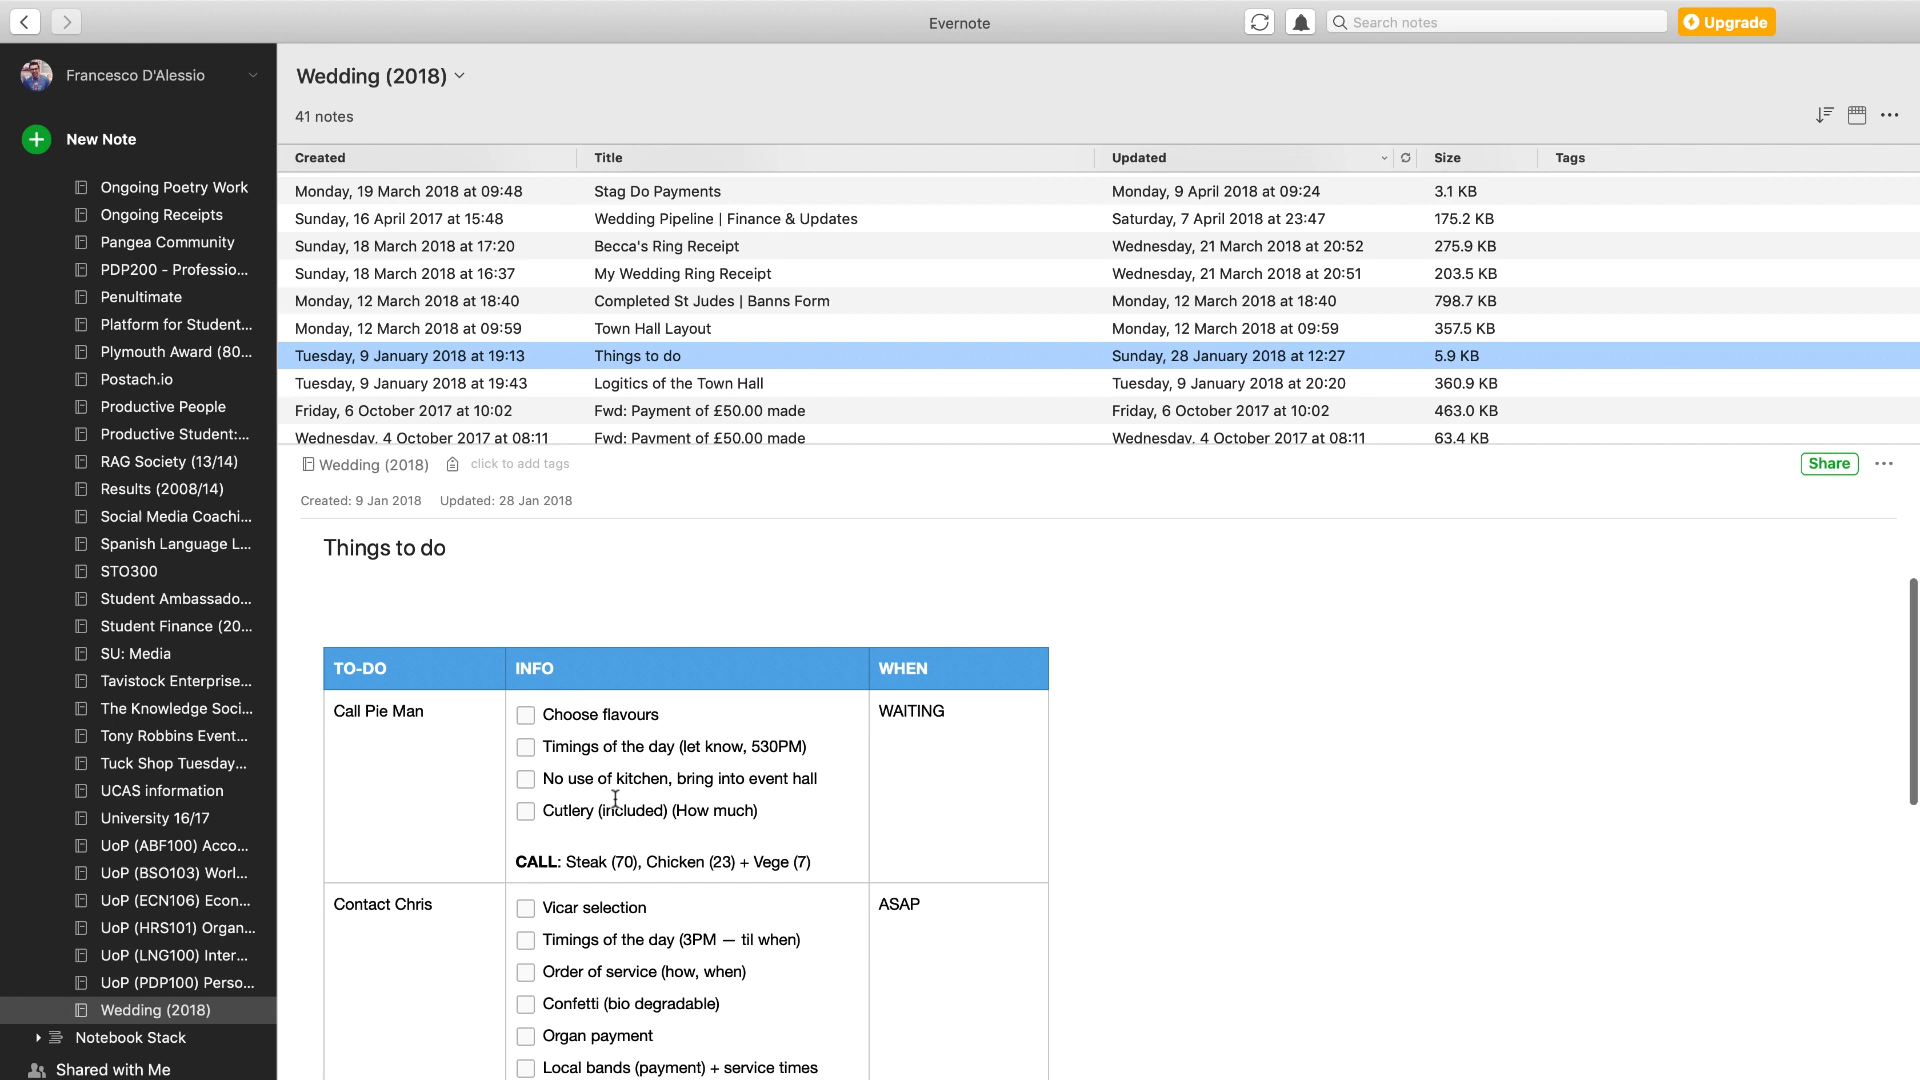 Evernote
Search notes
Upgrade
Francesco D'Alessio
New Note
Ongoing Poetry Work
Ongoing Receipts
Pangea Community
PDP200 - Professio...
Penultimate
Platform for Student...
Plymouth Award (80...
Postach.io
Productive People
Productive Student:...
RAG Society (13/14)
Results (2008/14)
Social Media Coachi...
Spanish Language L...
STO300
Student Ambassado...
Student Finance (20...
SU: Media
Tavistock Enterprise...
The Knowledge Soci...
Tony Robbins Event...
Tuck Shop Tuesday...
UCAS information
University 16/17
UoP (ABF100) Acco...
UoP (BSO103) Worl...
UoP (ECN106) Econ...
UoP (HRS101) Organ...
UoP (LNG100) Inter...
UoP (PDP100) Perso...
Wedding (2018)
Notebook Stack
Shared with Me
Wedding (2018)
41 notes
Created Title Updated Size Tags
Monday, 19 March 2018 at 09:48 Stag Do Payments Monday, 9 April 2018 at 09:24 3.1 KB
Sunday, 16 April 2017 at 15:48 Wedding Pipeline | Finance & Updates Saturday, 7 April 2018 at 23:47 175.2 KB
Sunday, 18 March 2018 at 17:20 Becca's Ring Receipt Wednesday, 21 March 2018 at 20:52 275.9 KB
Sunday, 18 March 2018 at 16:37 My Wedding Ring Receipt Wednesday, 21 March 2018 at 20:51 203.5 KB
Monday, 12 March 2018 at 18:40 Completed St Judes | Banns Form Monday, 12 March 2018 at 18:40 798.7 KB
Monday, 12 March 2018 at 09:59 Town Hall Layout Monday, 12 March 2018 at 09:59 357.5 KB
Tuesday, 9 January 2018 at 19:13 Things to do Sunday, 28 January 2018 at 12:27 5.9 KB
Tuesday, 9 January 2018 at 19:43 Logitics of the Town Hall Tuesday, 9 January 2018 at 20:20 360.9 KB
Friday, 6 October 2017 at 10:02 Fwd: Payment of £50.00 made Friday, 6 October 2017 at 10:02 463.0 KB
Wednesday, 4 October 2017 at 08:11 Fwd: Payment of £50.00 made Wednesday, 4 October 2017 at 08:11 63.4 KB
Wedding (2018) click to add tags Share
Created: 9 Jan 2018 Updated: 28 Jan 2018
Things to do
TO-DO INFO WHEN
Call Pie Man Choose flavours WAITING
Timings of the day (let know, 530PM)
No use of kitchen, bring into event hall
Cutlery (included) (How much)
CALL: Steak (70), Chicken (23) + Vege (7)
Contact Chris Vicar selection ASAP
Timings of the day (3PM — til when)
Order of service (how, when)
Confetti (bio degradable)
Organ payment
Local bands (payment) + service times